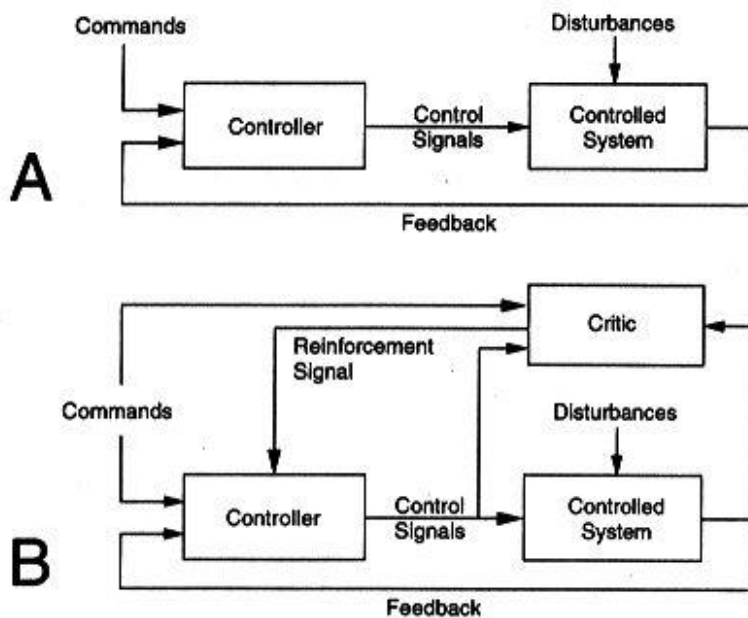 Commands
Disturbances
Controller
Control
Signals
Controlled
System
A
Feedback
Critic
Reinforcement
Signal
Commands
Disturbances
Controller
Control
Signals
Controlled
System
B
Feedback